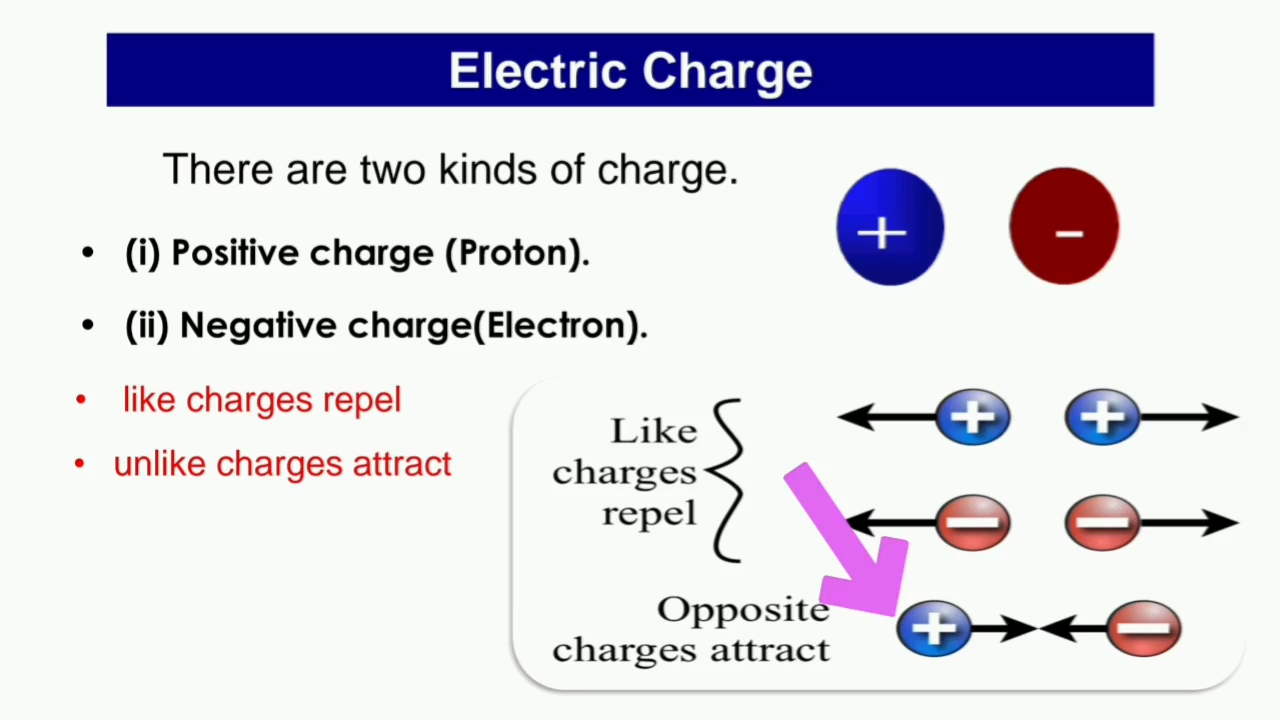 Electric Charge
There are two kinds of charge.
• (i) Positive charge (Proton).
• (ii) Negative charge(Electron).
• like charges repel
• unlike charges attract
+ -
Like
charges
repel
+ +
− −
Opposite
charges attract
+ −